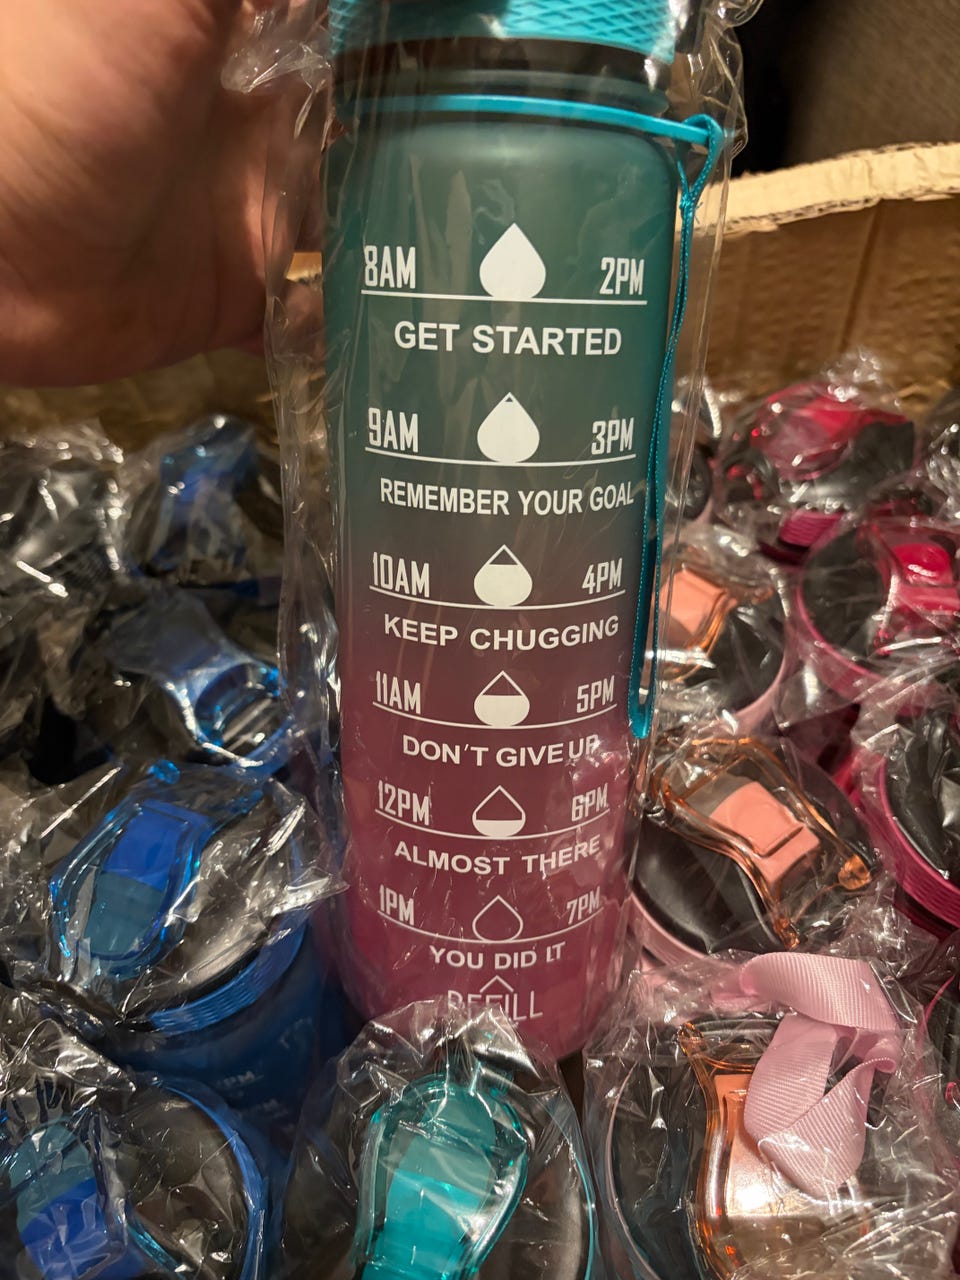 8AM 2PM
GET STARTED
9AM 3PM
REMEMBER YOUR GOAL
10AM 4PM
KEEP CHUGGING
11AM 5PM
DON'T GIVE UP
12PM 6PM
ALMOST THERE
1PM 7PM
YOU DID IT
REFILL